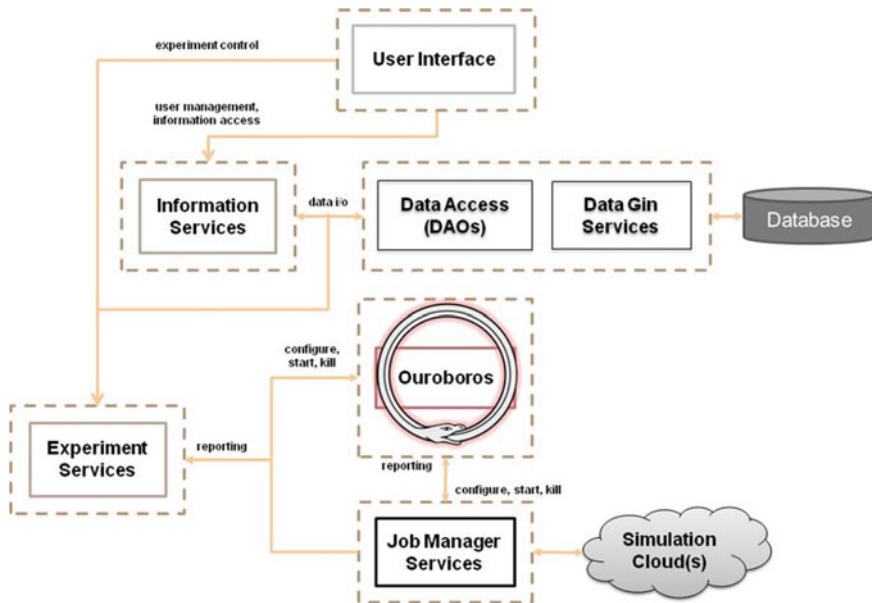 experiment control
User Interface
user management,
information access
Information
Services
data i/o
Data Access
(DAOs)
Data Gin
Services
Database
configure,
start, kill
Ouroboros
Experiment
Services
reporting
reporting
configure, start, kill
Job Manager
Services
Simulation
Cloud(s)